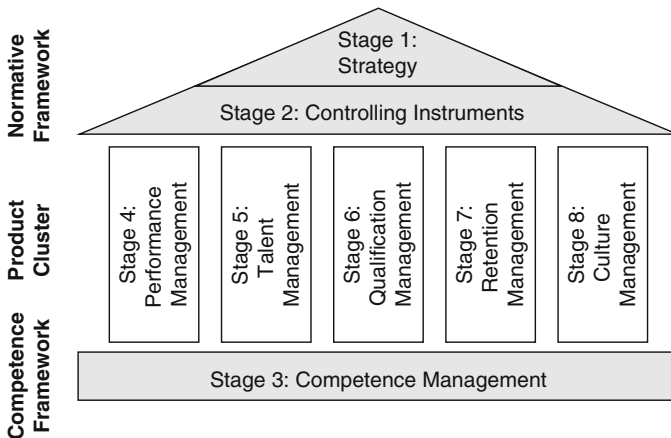 Normative
Framework
Stage 1:
Strategy
Stage 2: Controlling Instruments
Product
Cluster
Stage 4:
Performance
Management
Stage 5:
Talent
Management
Stage 6:
Qualification
Management
Stage 7:
Retention
Management
Stage 8:
Culture
Management
Competence
Framework
Stage 3: Competence Management